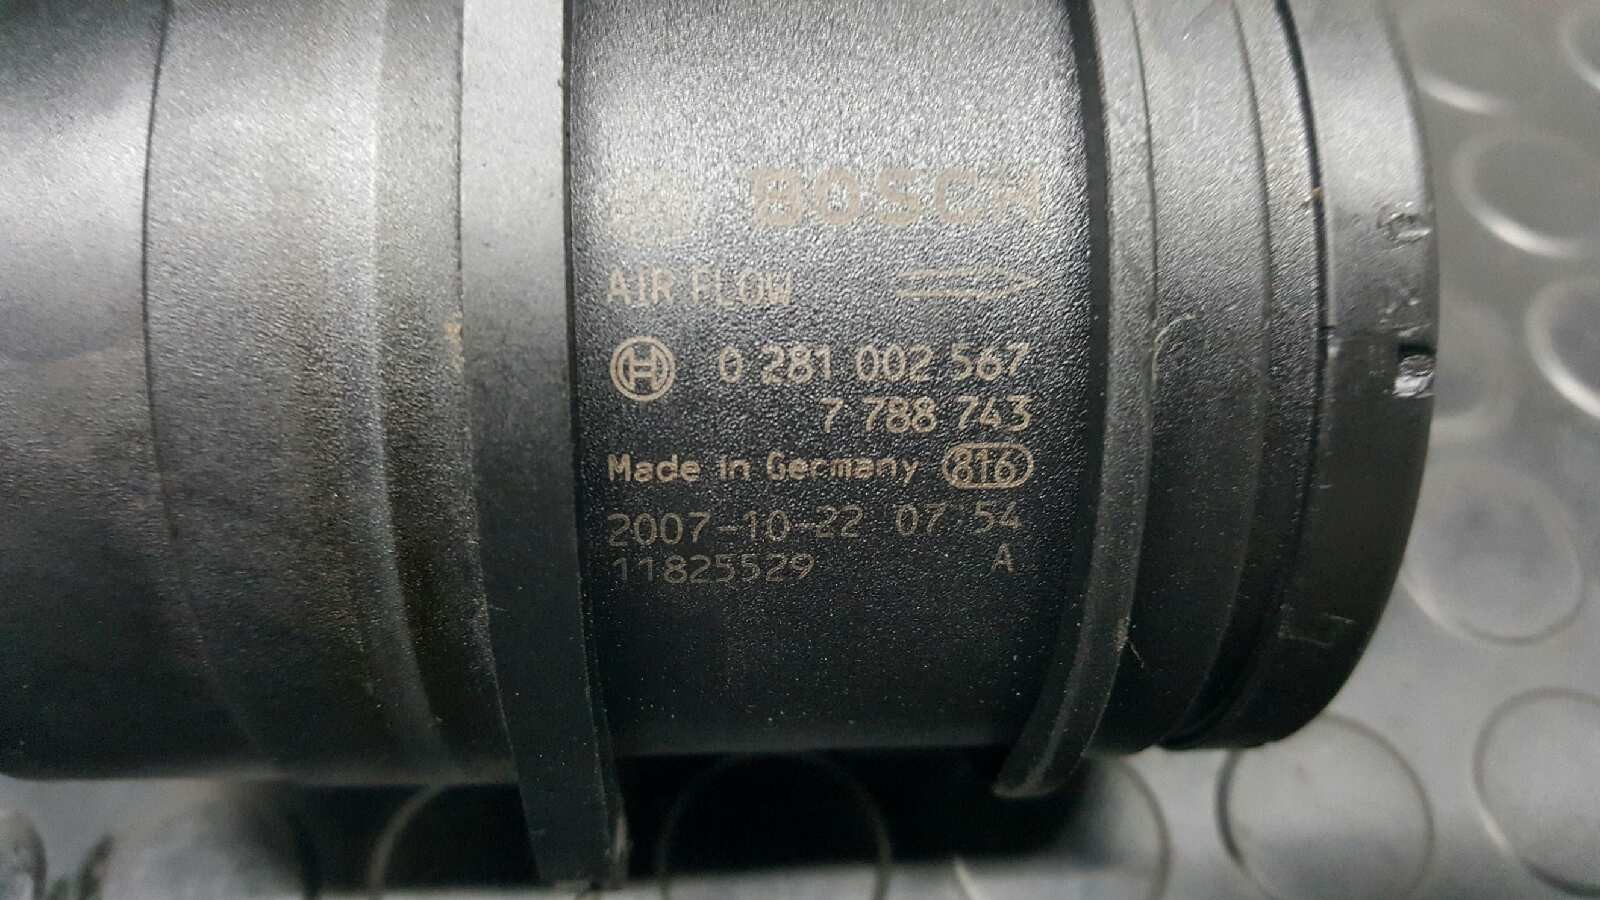 BOSCH
AIR FLOW
0 281 002 567
7 788 743
Made in Germany 816
2007-10-22 07 54
11825529 A